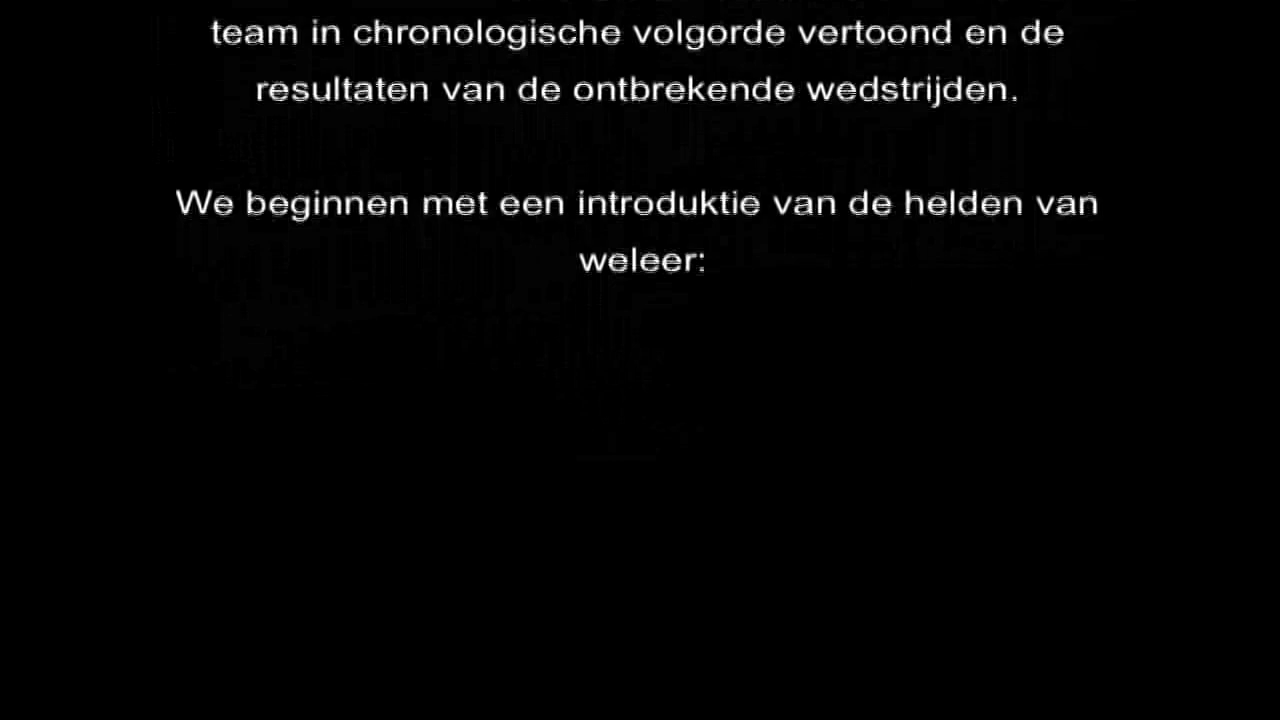 team in chronologische volgorde vertoond en de
resultaten van de ontbrekende wedstrijden.
We beginnen met een introduktie van de helden van
weleer: